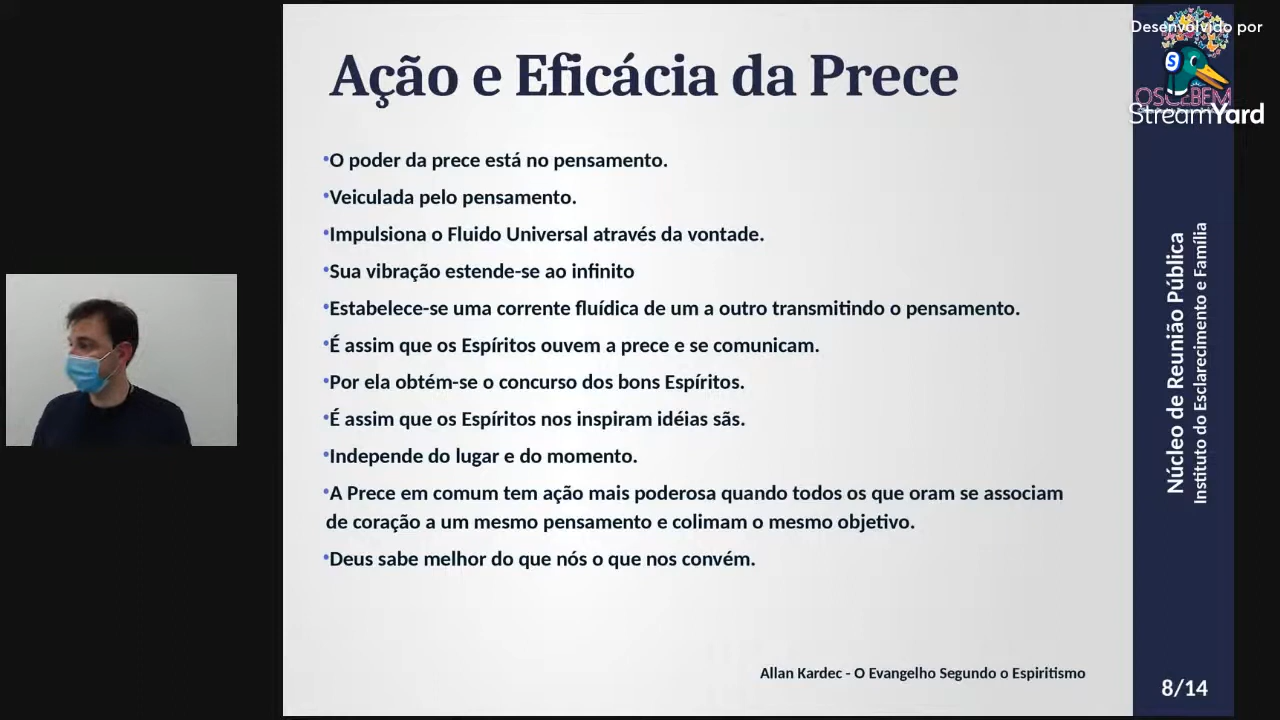 Ação e Eficácia da Prece
•O poder da prece está no pensamento.
•Veiculada pelo pensamento.
•Impulsiona o Fluido Universal através da vontade.
•Sua vibração estende-se ao infinito
•Estabelece-se uma corrente fluídica de um a outro transmitindo o pensamento.
•É assim que os Espíritos ouvem a prece e se comunicam.
•Por ela obtém-se o concurso dos bons Espíritos.
•É assim que os Espíritos nos inspiram idéias sãs.
•Independe do lugar e do momento.
•A Prece em comum tem ação mais poderosa quando todos os que oram se associam
de coração a um mesmo pensamento e colimam o mesmo objetivo.
•Deus sabe melhor do que nós o que nos convém.
Allan Kardec - O Evangelho Segundo o Espiritismo
Desenvolvido por
S
OSCEBEM
StreamYard
Núcleo de Reunião Pública
Instituto do Esclarecimento e Família
8/14